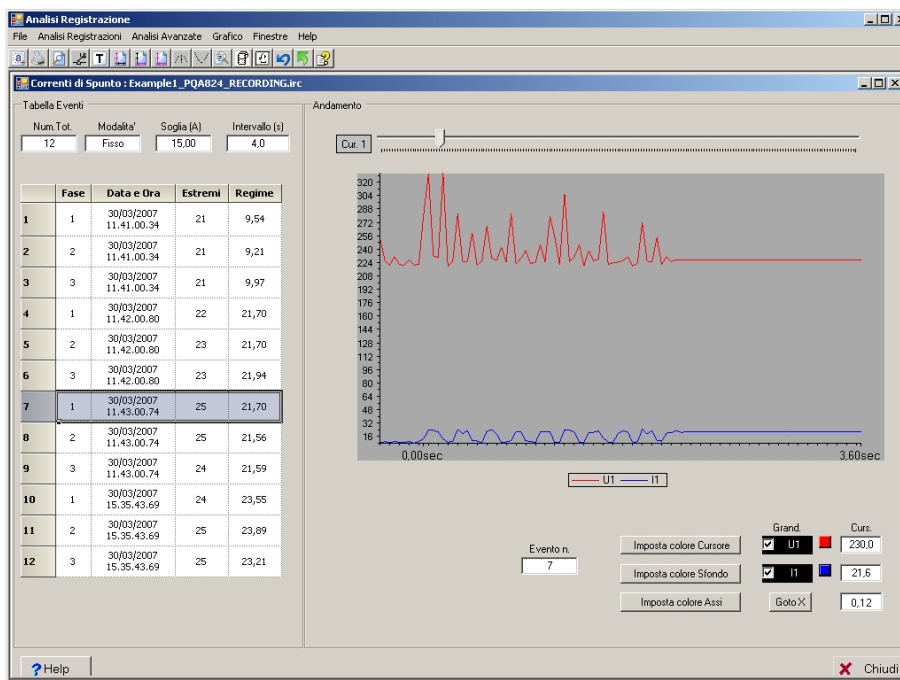 Analisi Registrazione
File Analisi Registrazioni Analisi Avanzate Grafico Finestre Help
Correnti di Spunto : Example1_PQA824_RECORDING.irc
Tabella Eventi
Num.Tot. Modalita' Soglia (A) Intervallo (s)
12 Fisso 15,00 4,0
Fase Data e Ora Estremi Regime
1 1 30/03/2007 11.41.00.34 21 9,54
2 2 30/03/2007 11.41.00.34 21 9,21
3 3 30/03/2007 11.41.00.34 21 9,97
4 1 30/03/2007 11.42.00.80 22 21,70
5 2 30/03/2007 11.42.00.80 23 21,70
6 3 30/03/2007 11.42.00.80 23 21,94
7 1 30/03/2007 11.43.00.74 25 21,70
8 2 30/03/2007 11.43.00.74 25 21,56
9 3 30/03/2007 11.43.00.74 24 21,59
10 1 30/03/2007 15.35.43.69 24 23,55
11 2 30/03/2007 15.35.43.69 25 23,89
12 3 30/03/2007 15.35.43.69 25 23,21
Andamento
Cur. 1
320
304
288
272
256
240
224
208
192
176
160
144
128
112
96
80
64
48
32
16
0,00sec 3,60sec
U1 I1
Evento n.
7
Imposta colore Cursore
Imposta colore Sfondo
Imposta colore Assi
Grand. Curs.
U1 230,0
I1 21,6
Goto X 0,12
Help
Chiudi